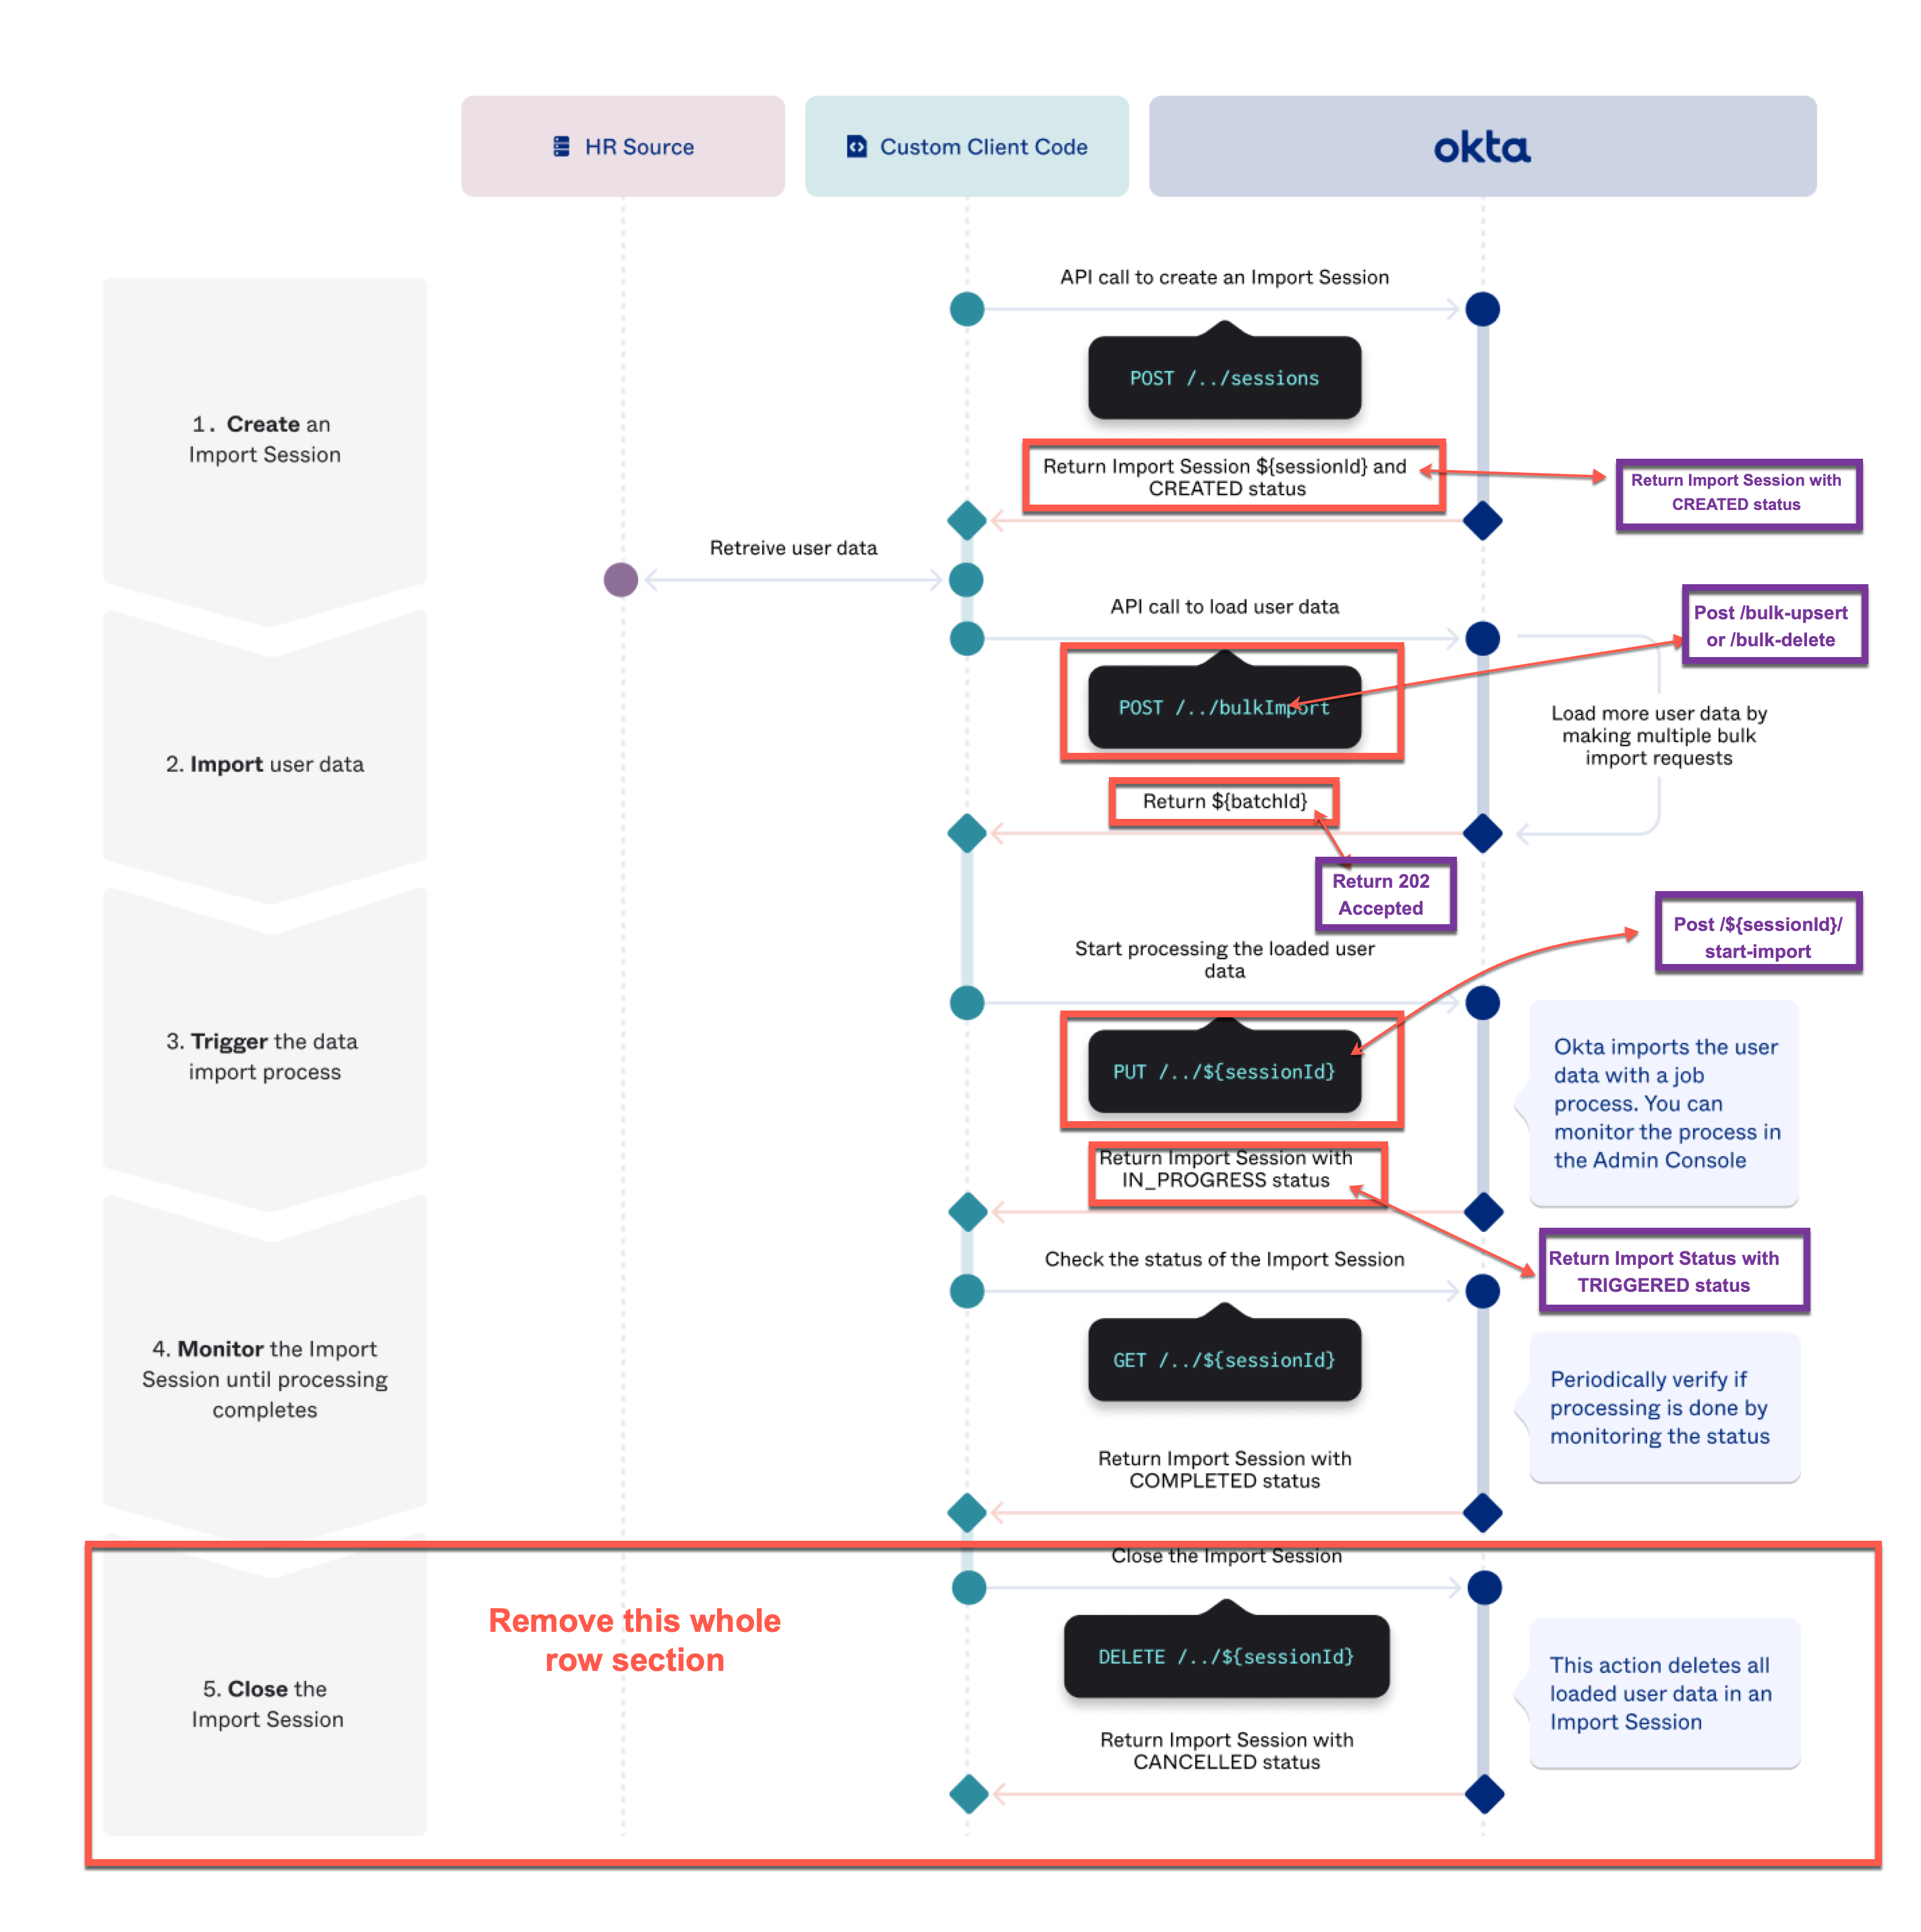 HR Source
Custom Client Code
okta
API call to create an Import Session
POST /../sessions
1. Create an
Import Session
Return Import Session ${sessionId} and
CREATED status
Return Import Session with
CREATED status
Retreive user data
API call to load user data
Post /bulk-upsert
or /bulk-delete
POST /../bulkImport
Load more user data by
making multiple bulk
import requests
2. Import user data
Return ${batchId}
Return 202
Accepted
Start processing the loaded user
data
Post /${sessionId}/
start-import
3. Trigger the data
import process
PUT /../${sessionId}
Okta imports the user
data with a job
process. You can
monitor the process in
the Admin Console
Return Import Session with
IN_PROGRESS status
Return Import Status with
TRIGGERED status
Check the status of the Import Session
4. Monitor the Import
Session until processing
completes
GET /../${sessionId}
Periodically verify if
processing is done by
monitoring the status
Return Import Session with
COMPLETED status
Close the Import Session
Remove this whole
row section
DELETE /../${sessionId}
5. Close the
Import Session
This action deletes all
loaded user data in an
Import Session
Return Import Session with
CANCELLED status